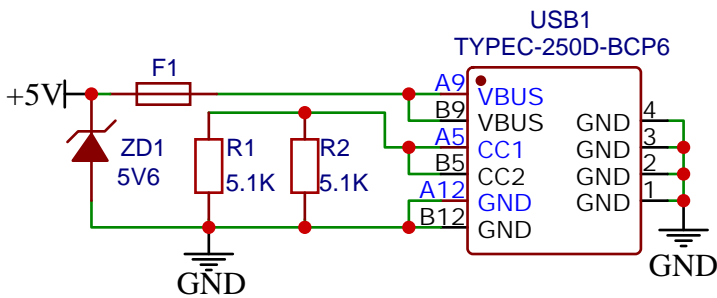 USB1
TYPEC-250D-BCP6
F1
+5V
A9
VBUS
B9
VBUS
4
GND
ZD1
5V6
R1
5.1K
R2
5.1K
A5
CC1
3
GND
B5
CC2
2
GND
A12
GND
1
GND
B12
GND
GND
GND